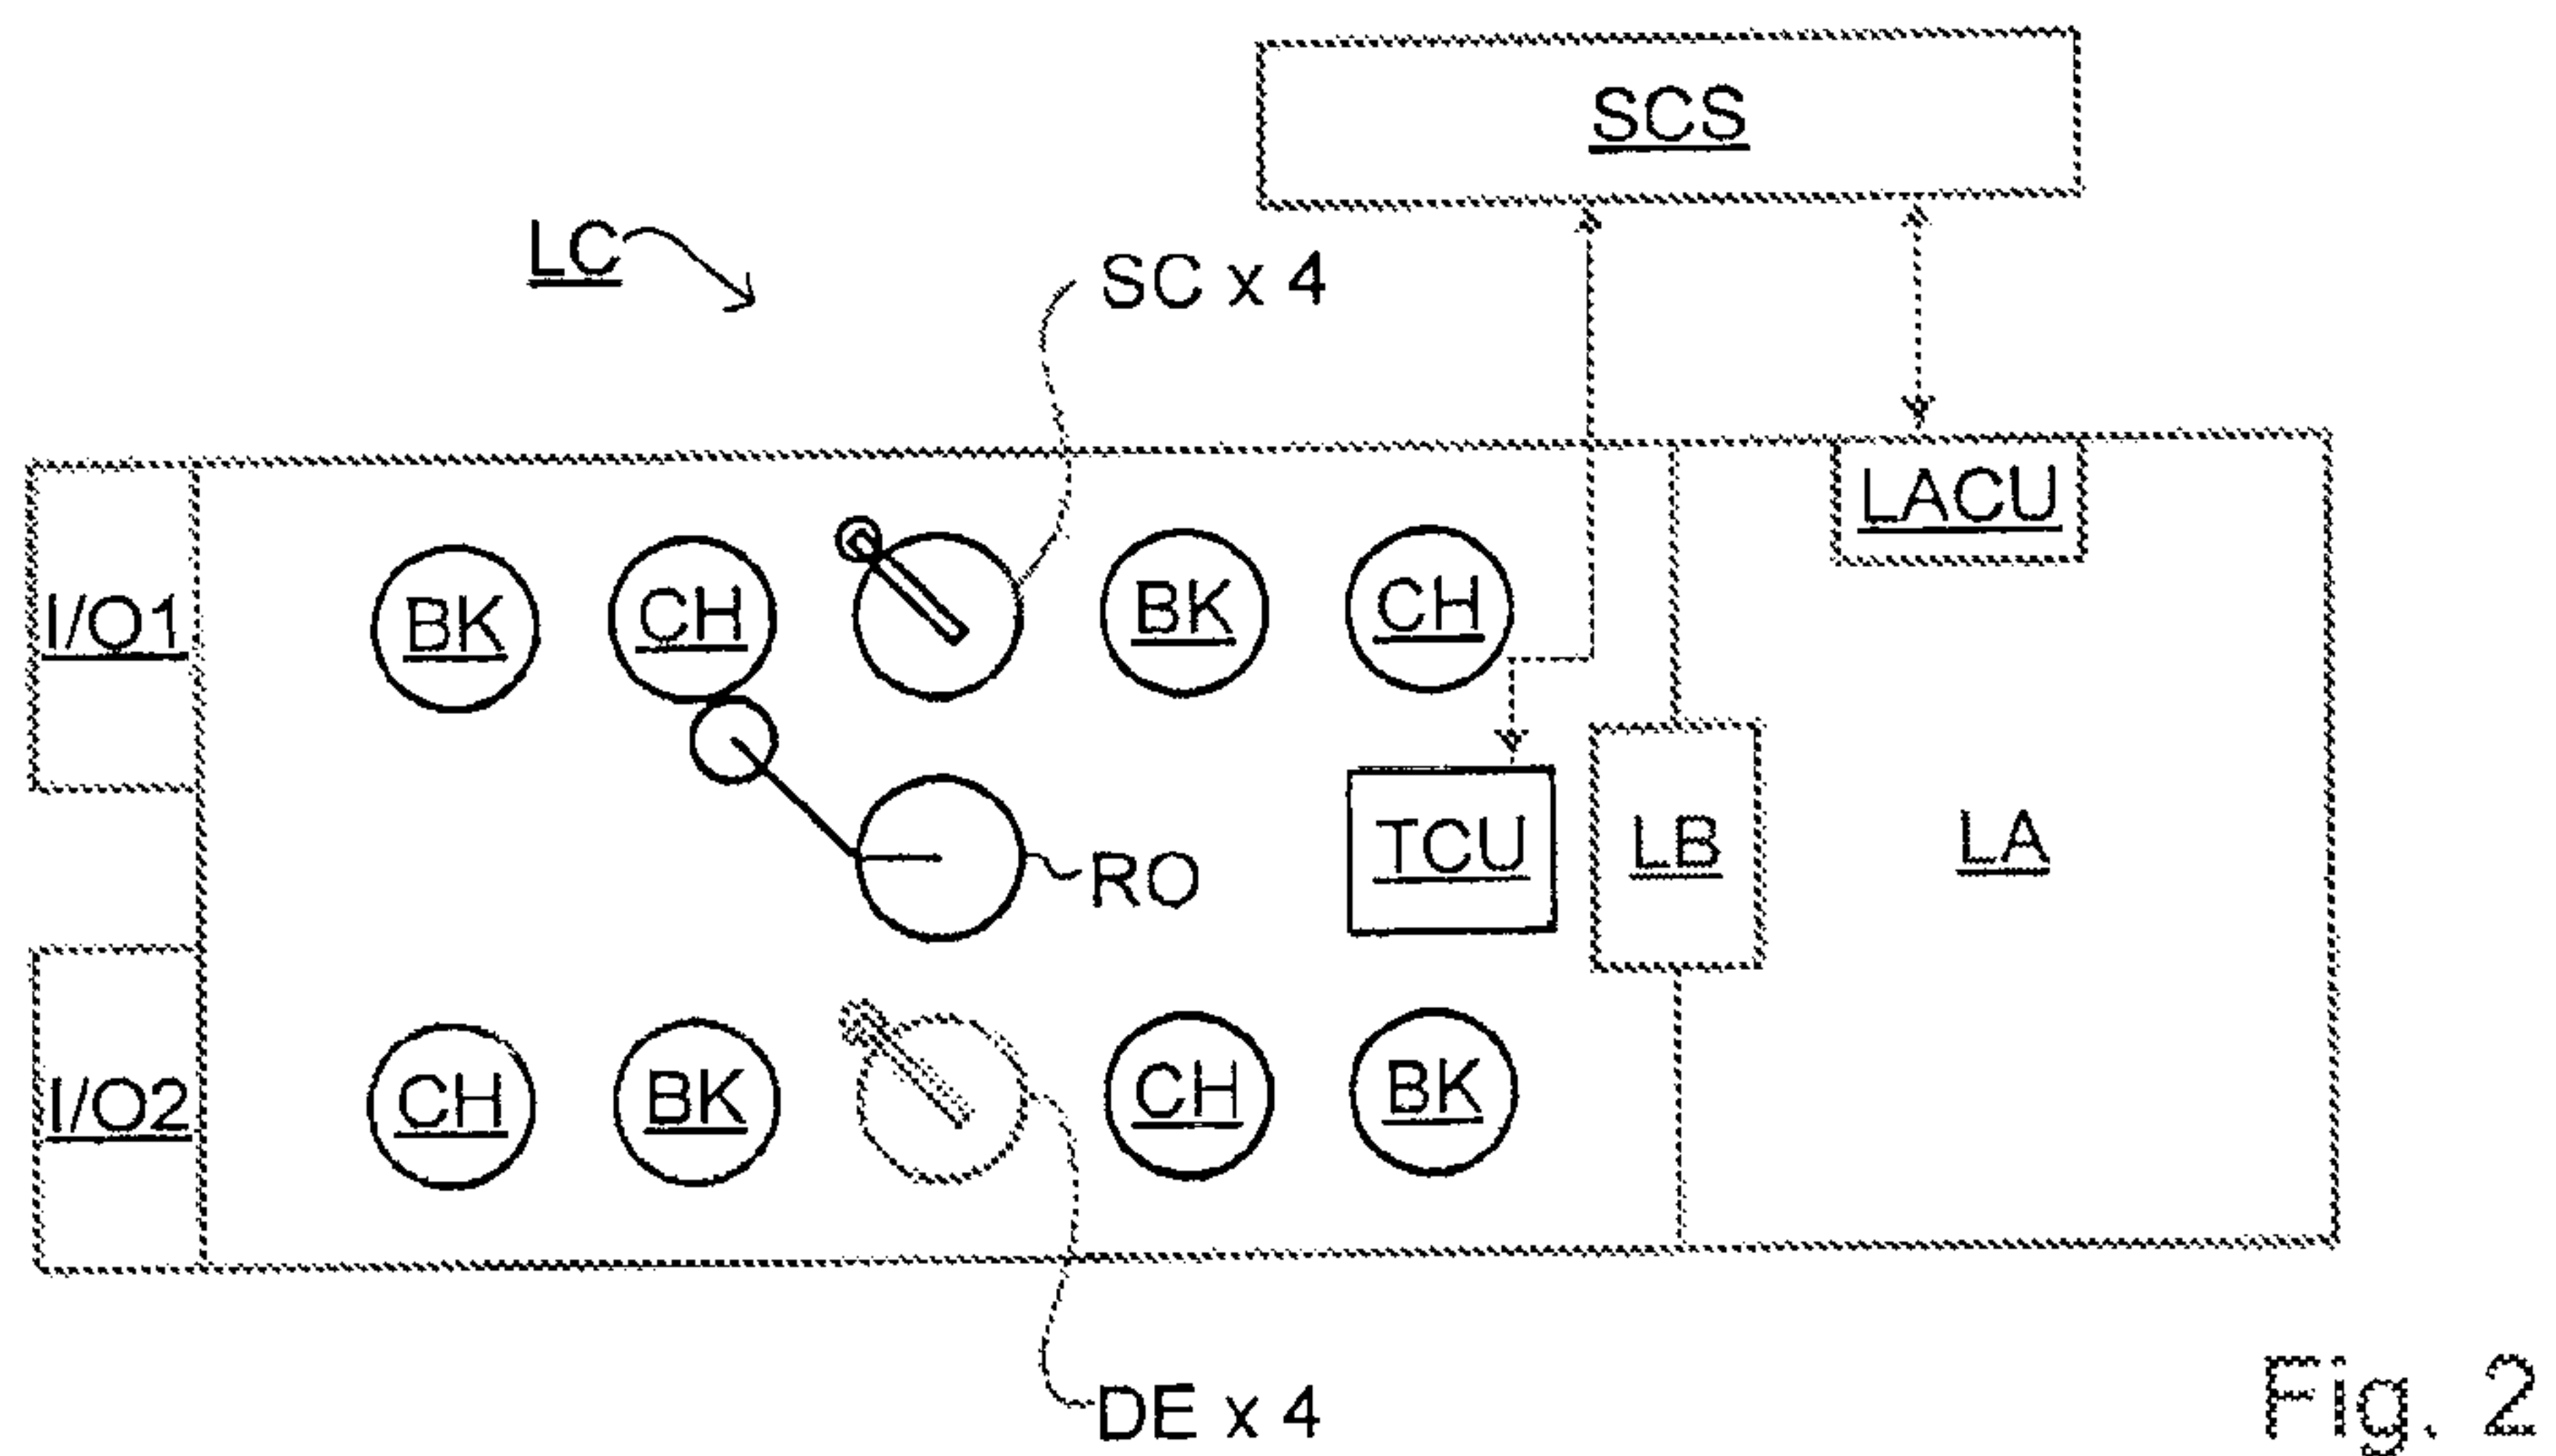 SCS
LC
SC x 4
LACU
I/O1
BK
CH
BK
CH
TCU
LB
LA
RO
I/O2
CH
BK
CH
BK
DE x 4
Fig. 2